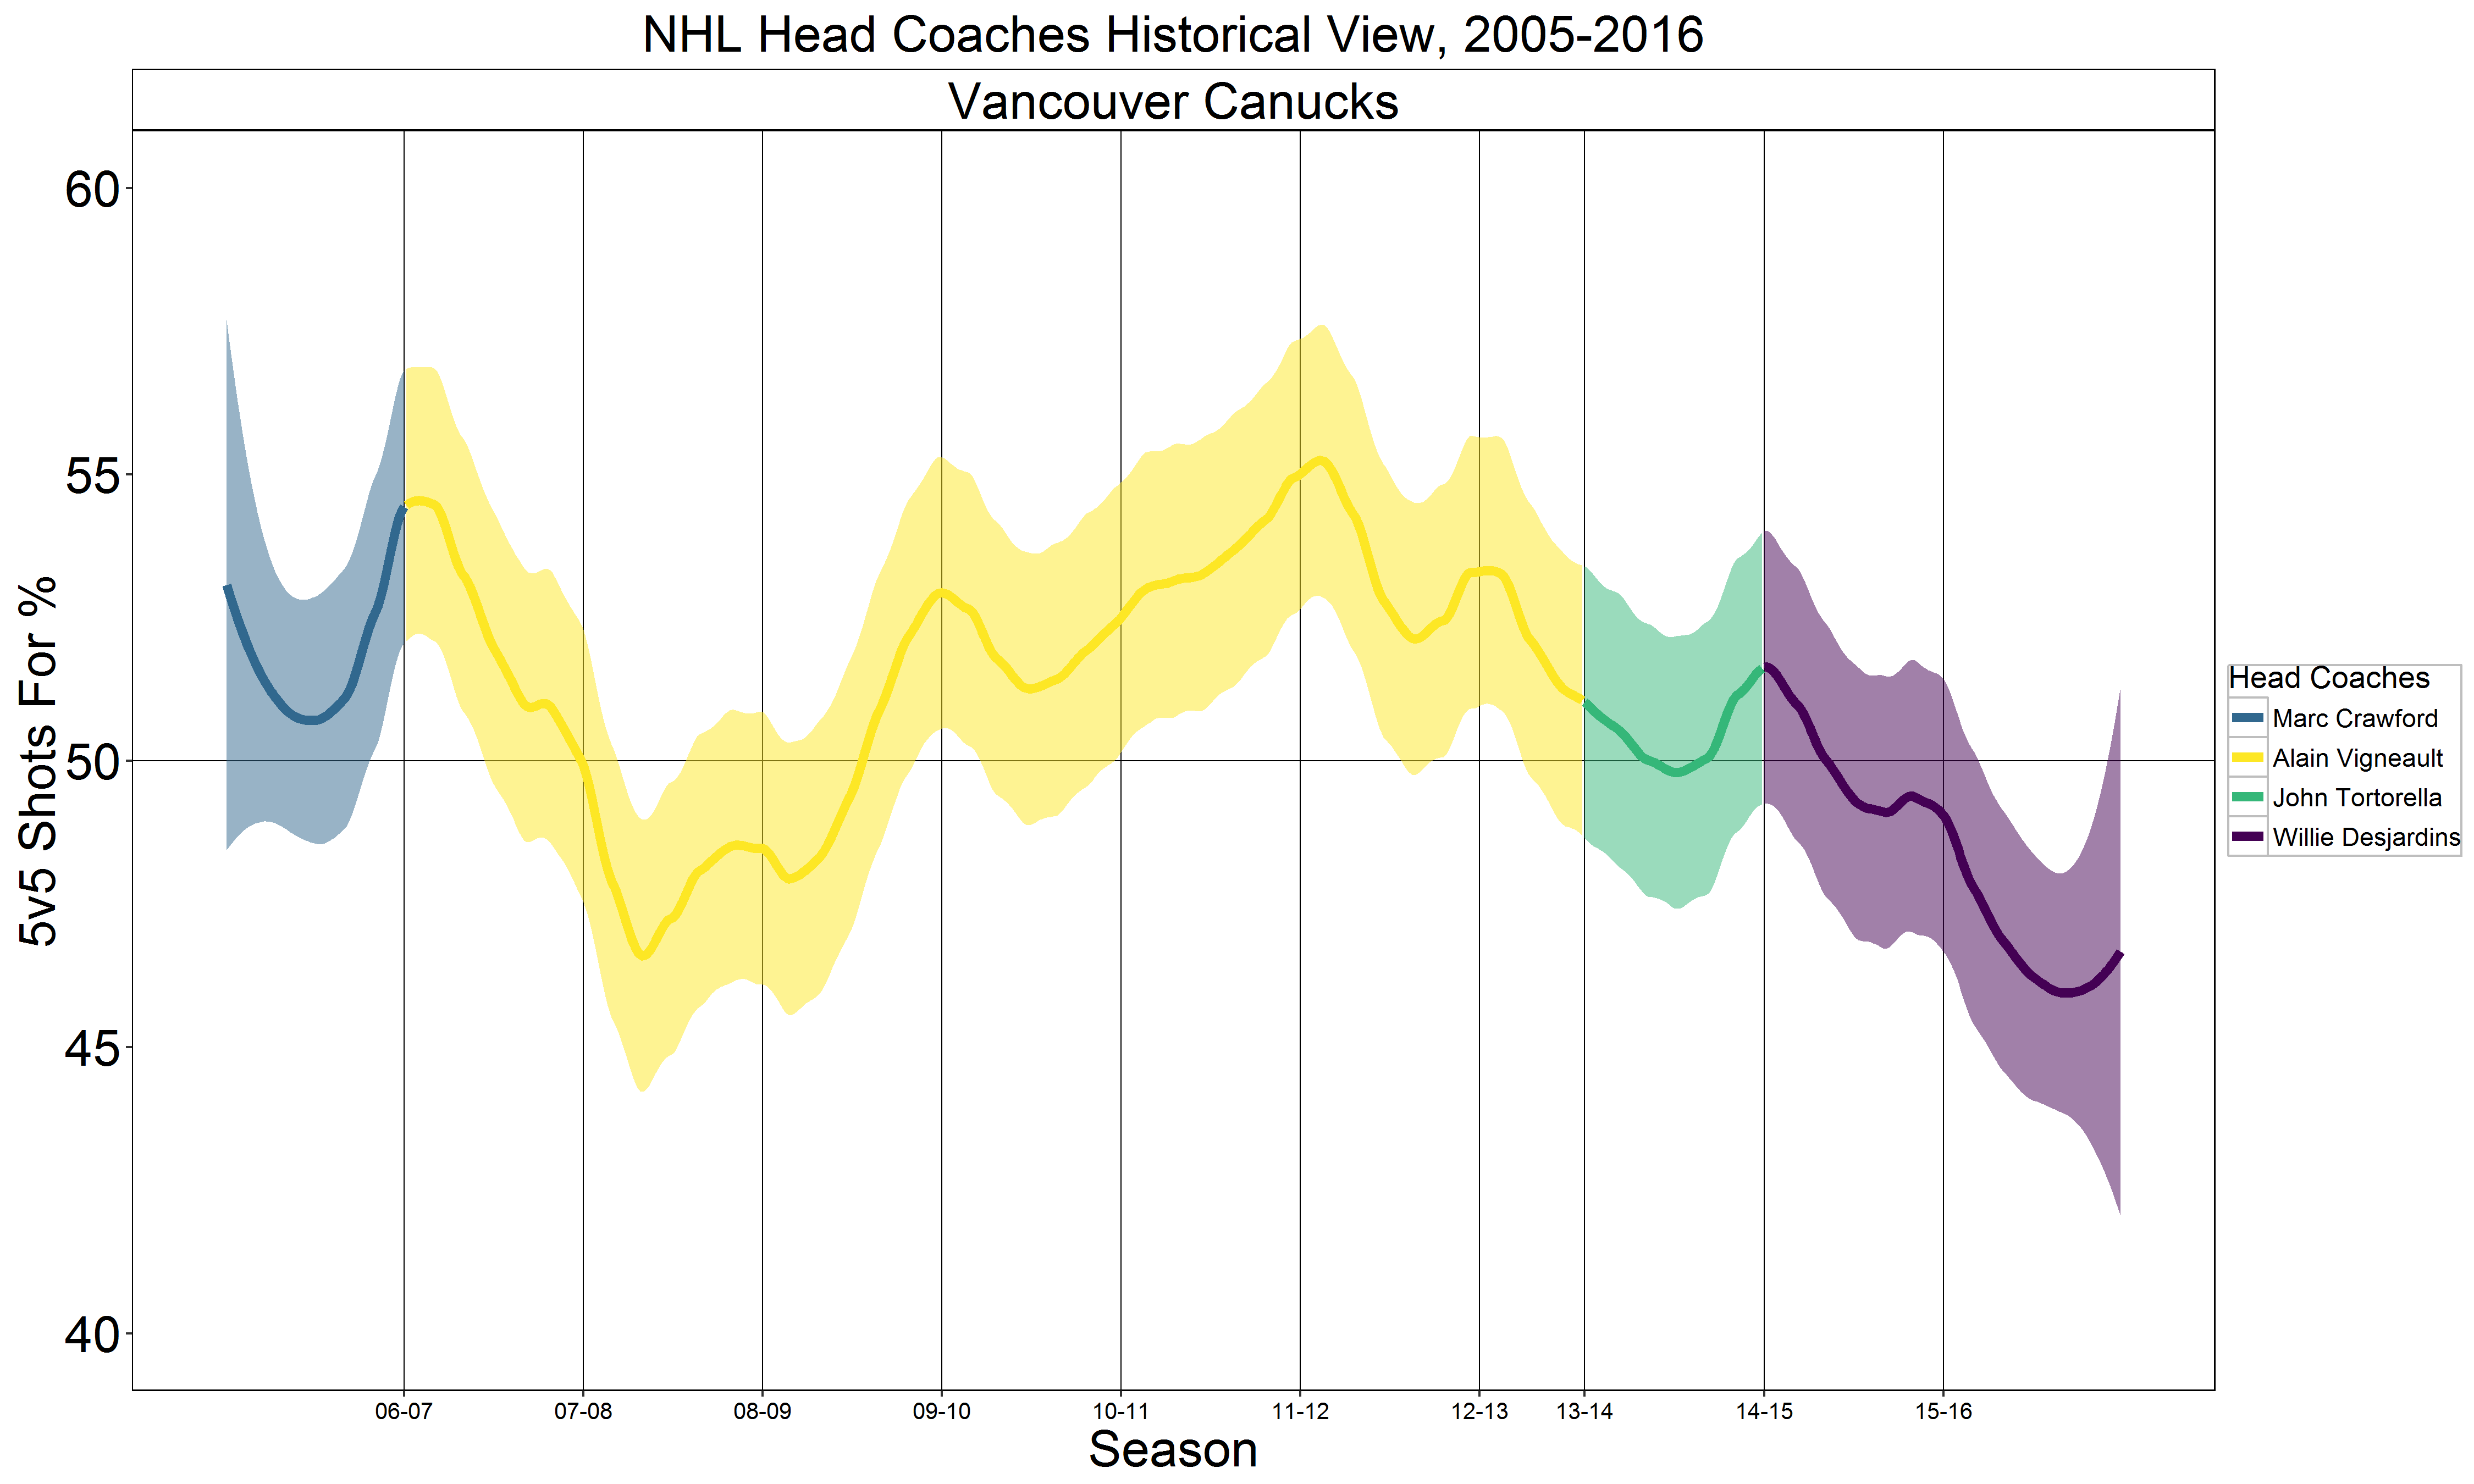 NHL Head Coaches Historical View, 2005-2016
Vancouver Canucks
60
55
50
45
40
5v5 Shots For %
06-07 07-08 08-09 09-10 10-11 11-12 12-13 13-14 14-15 15-16
Season
Head Coaches
Marc Crawford
Alain Vigneault
John Tortorella
Willie Desjardins